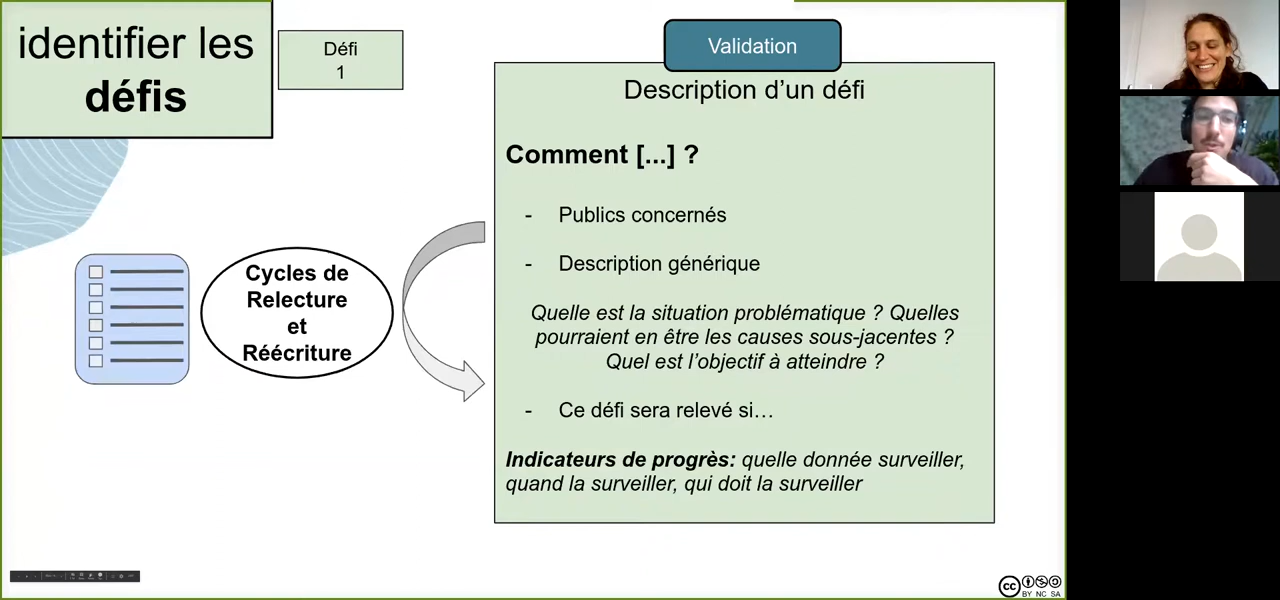 identifier les
défis
Défi
1
Validation
Description d’un défi
Comment [...] ?
- Publics concernés
- Description générique
Quelle est la situation problématique ? Quelles
pourraient en être les causes sous-jacentes ?
Quel est l’objectif à atteindre ?
- Ce défi sera relevé si…
Indicateurs de progrès: quelle donnée surveiller,
quand la surveiller, qui doit la surveiller
Cycles de
Relecture
et
Réécriture
cc
BY NC SA